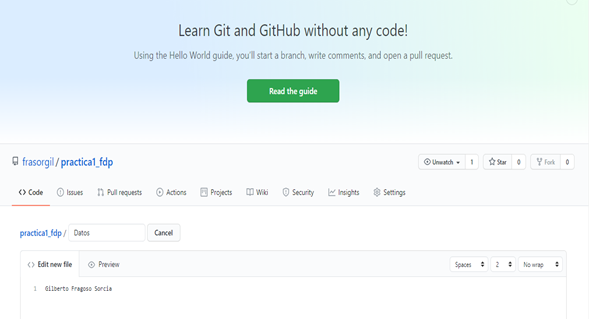 Learn Git and GitHub without any code!
Using the Hello World guide, you'll start a branch, write comments, and open a pull request.
Read the guide
frasorgil / practica1_fdp
Unwatch 1 Star 0 Fork 0
Code Issues Pull requests Actions Projects Wiki Security Insights Settings
practica1_fdp / Datos Cancel
Edit new file Preview Spaces 2 No wrap
1 Gilberto Fragoso Sorcia